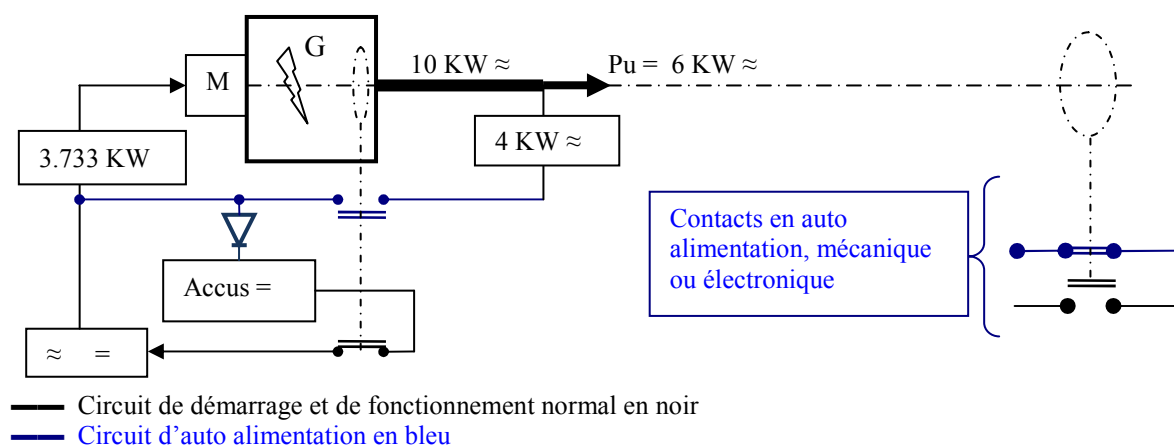 G
10 KW ≈
Pu = 6 KW ≈
M
3.733 KW
4 KW ≈
Contacts en auto
alimentation, mécanique
ou électronique
Accus =
≈ =
Circuit de démarrage et de fonctionnement normal en noir
Circuit d'auto alimentation en bleu